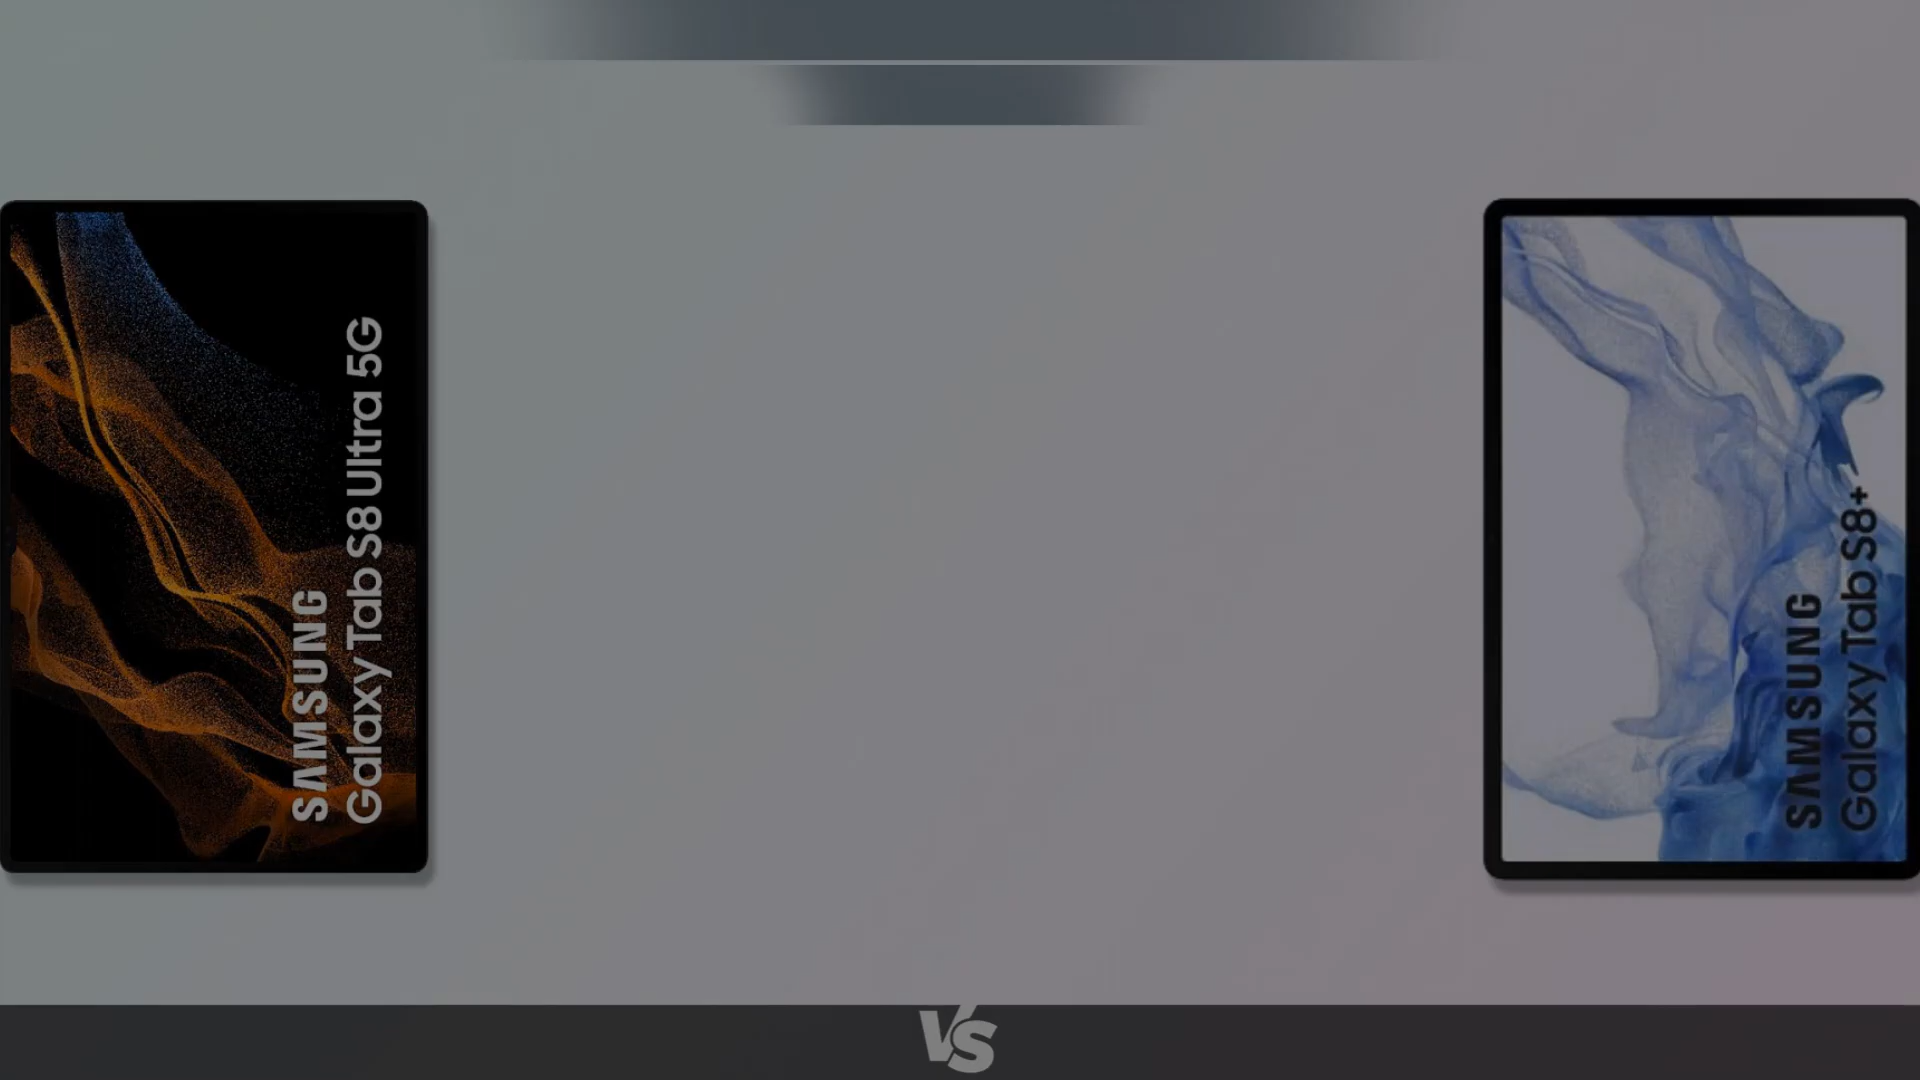 SAMSUNG
Galaxy Tab S8 Ultra 5G
SAMSUNG
Galaxy Tab S8+
VS